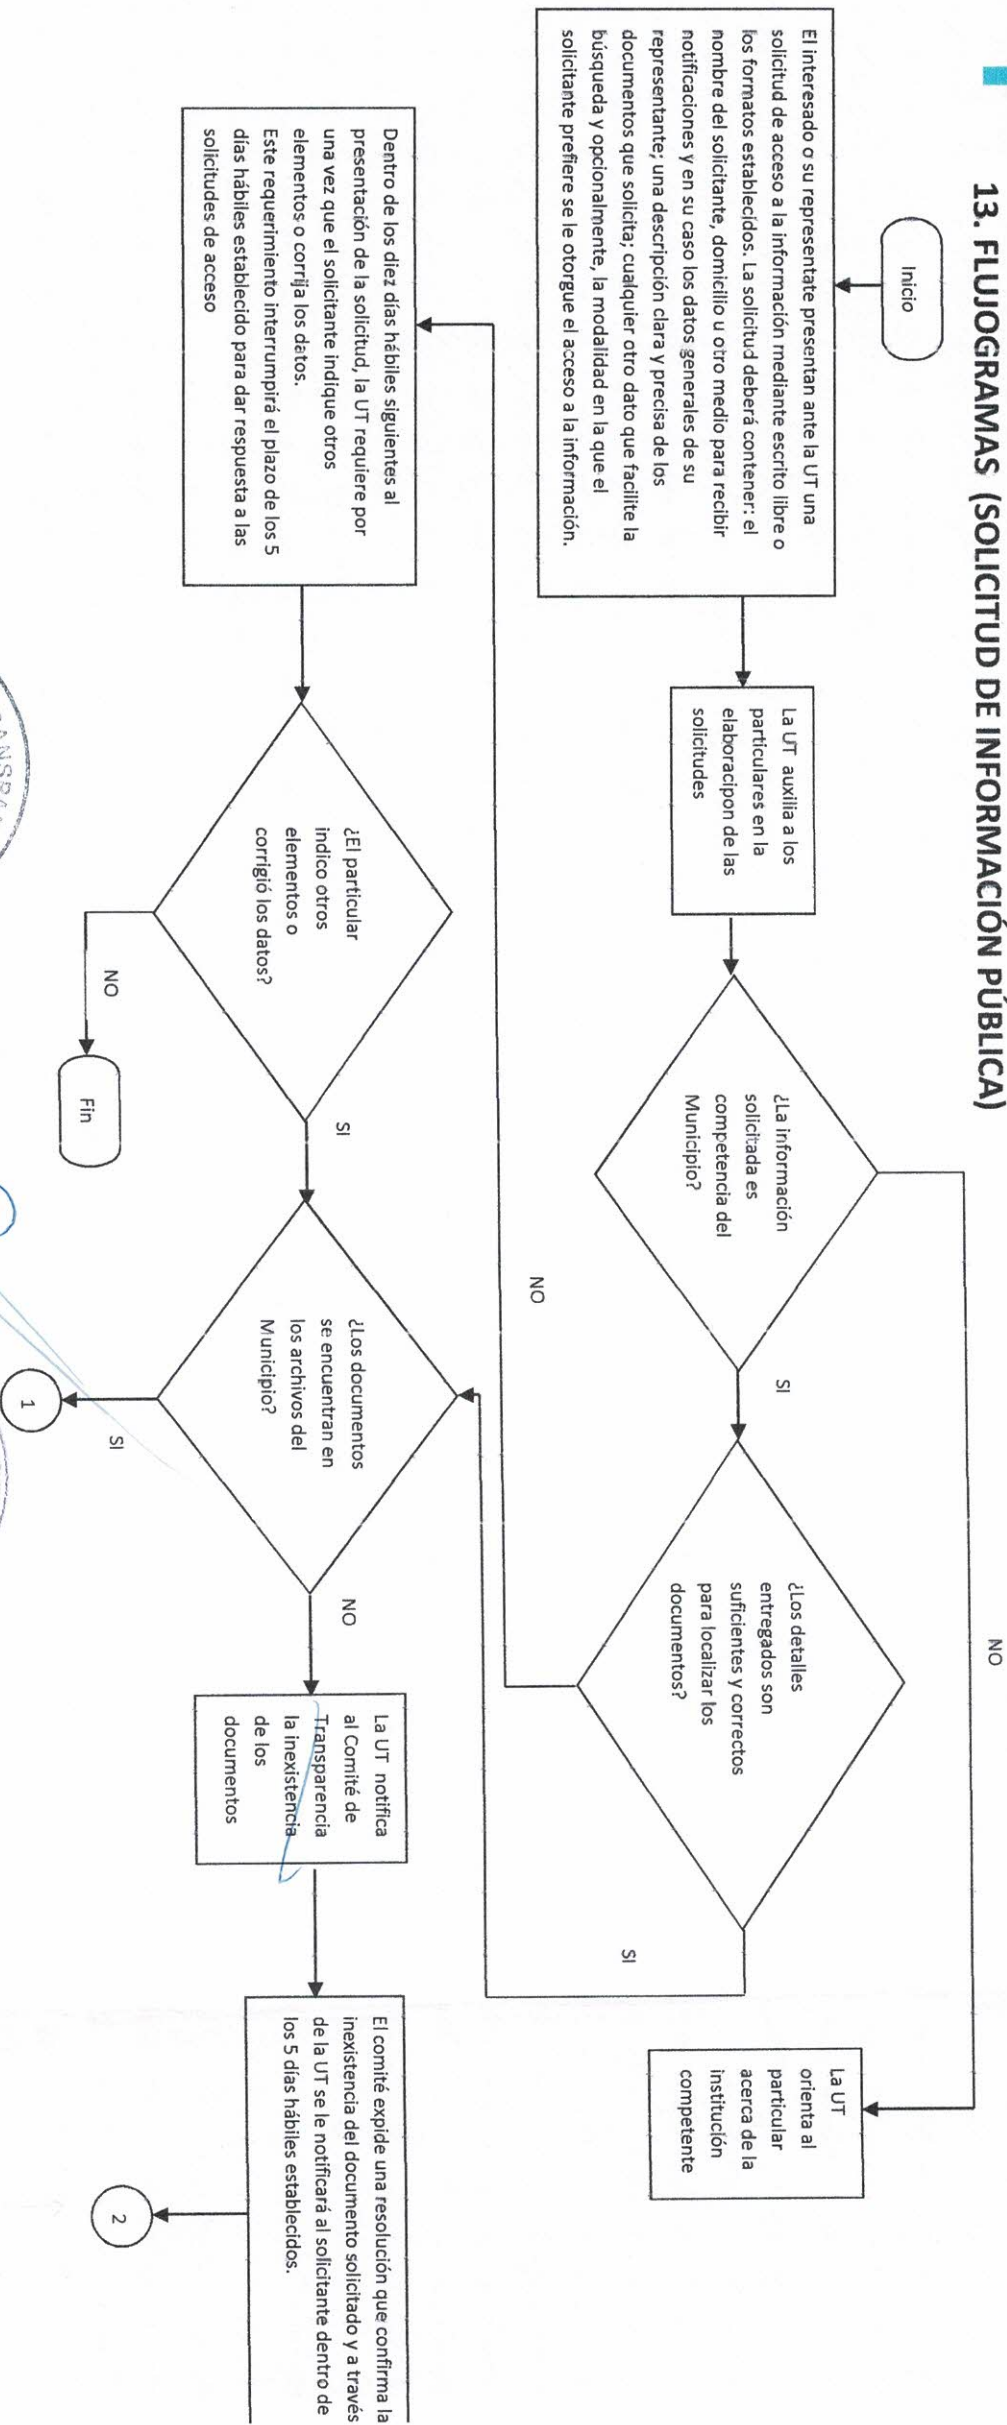 13. FLUJOGRAMAS (SOLICITUD DE INFORMACIÓN PÚBLICA)
Inicio
El interesado o su representate presentan ante la UT una
solicitud de acceso a la información mediante escrito libre o
los formatos establecidos. La solicitud deberá contener: el
nombre del solicitante, domicilio u otro medio para recibir
notificaciones y en su caso los datos generales de su
representante; una descripción clara y precisa de los
documentos que solicita; cualquier otro dato que facilite la
búsqueda y opcionalmente, la modalidad en la que el
solicitante prefiere se le otorgue el acceso a la información.
La UT auxilia a los
particulares en la
elaboracipon de las
solicitudes
¿La información
solicitada es
competencia del
Municipio?
NO
SI
¿Los detalles
entregados son
suficientes y correctos
para localizar los
documentos?
SI
NO
La UT
orienta al
particular
acerca de la
institución
competente
Dentro de los diez días hábiles siguientes al
presentación de la solicitud, la UT requiere por
una vez que el solicitante indique otros
elementos o corrija los datos.
Este requerimiento interrumpirá el plazo de los 5
días hábiles establecido para dar respuesta a las
solicitudes de acceso
¿El particular
indico otros
elementos o
corrigió los datos?
SI
NO
Fin
¿Los documentos
se encuentran en
los archivos del
Municipio?
SI
1
NO
La UT notifica
al Comité de
Transparencia
la inexistencia
de los
documentos
El comité expide una resolución que confirma la
inexistencia del documento solicitado y a través
de la UT se le notificará al solicitante dentro de
los 5 días hábiles establecidos.
2